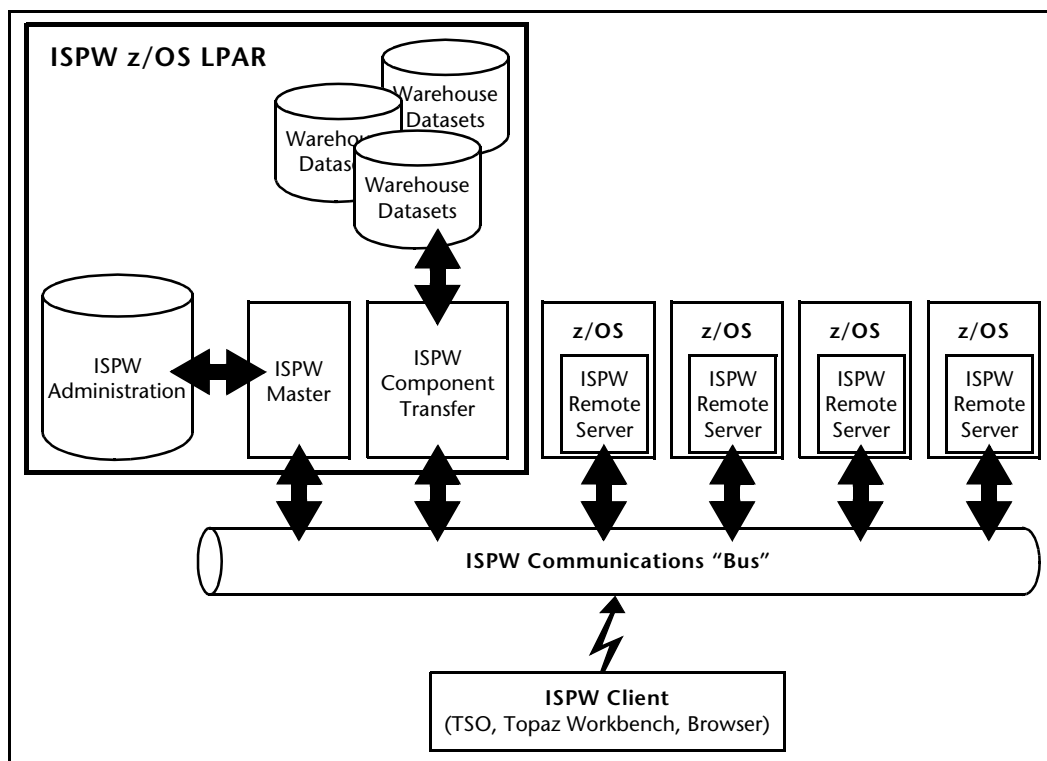 ISPW z/OS LPAR
Warehouse
Datasets
Warehou
Datase
Warehouse
Datasets
ISPW
Administration
ISPW
Master
ISPW
Component
Transfer
z/OS
ISPW
Remote
Server
z/OS
ISPW
Remote
Server
z/OS
ISPW
Remote
Server
z/OS
ISPW
Remote
Server
ISPW Communications “Bus”
ISPW Client
(TSO, Topaz Workbench, Browser)